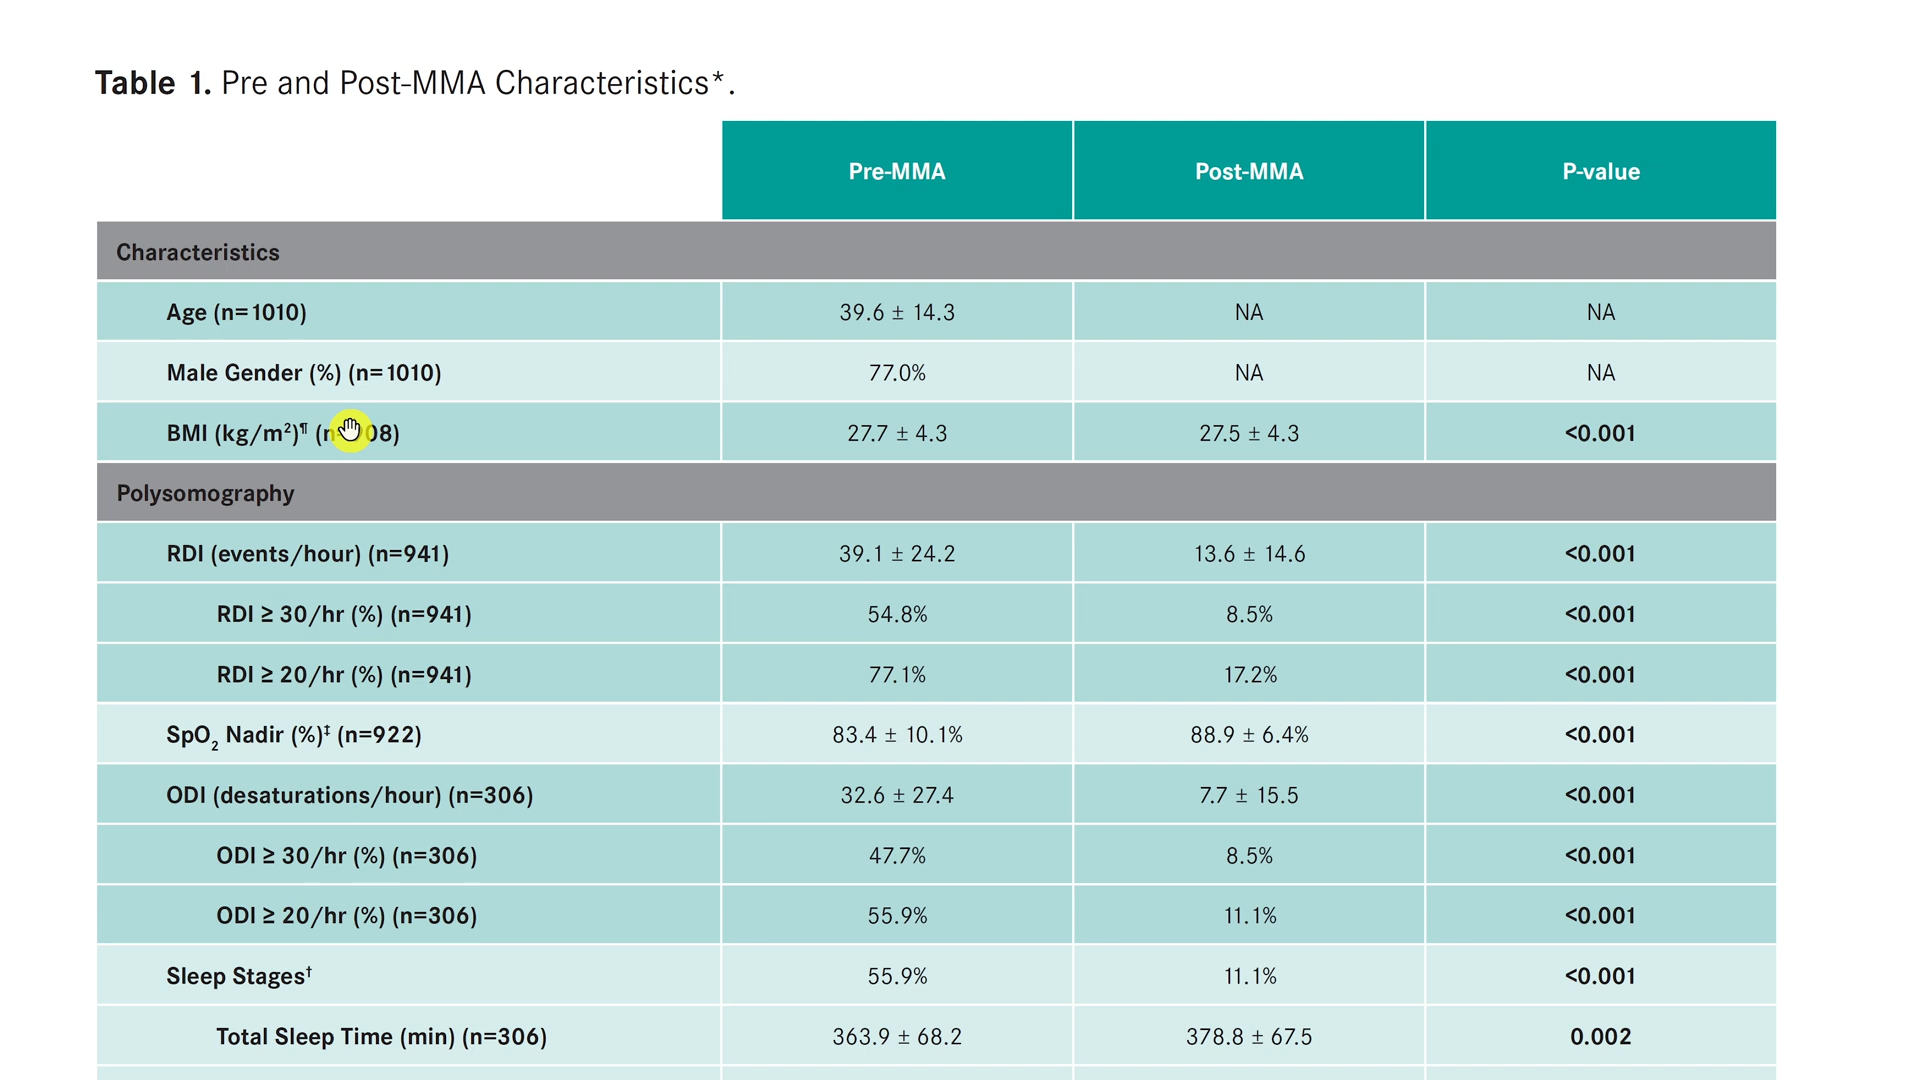 Table 1. Pre and Post-MMA Characteristics*.
Pre-MMA Post-MMA P-value
Characteristics
Age (n=1010) 39.6 ± 14.3 NA NA
Male Gender (%) (n=1010) 77.0% NA NA
BMI (kg/m²)¶ 27.7 ± 4.3 27.5 ± 4.3 <0.001
Polysomography
RDI (events/hour) (n=941) 39.1 ± 24.2 13.6 ± 14.6 <0.001
RDI ≥ 30/hr (%) (n=941) 54.8% 8.5% <0.001
RDI ≥ 20/hr (%) (n=941) 77.1% 17.2% <0.001
SpO₂ Nadir (%)‡ (n=922) 83.4 ± 10.1% 88.9 ± 6.4% <0.001
ODI (desaturations/hour) (n=306) 32.6 ± 27.4 7.7 ± 15.5 <0.001
ODI ≥ 30/hr (%) (n=306) 47.7% 8.5% <0.001
ODI ≥ 20/hr (%) (n=306) 55.9% 11.1% <0.001
Sleep Stages† 55.9% 11.1% <0.001
Total Sleep Time (min) (n=306) 363.9 ± 68.2 378.8 ± 67.5 0.002